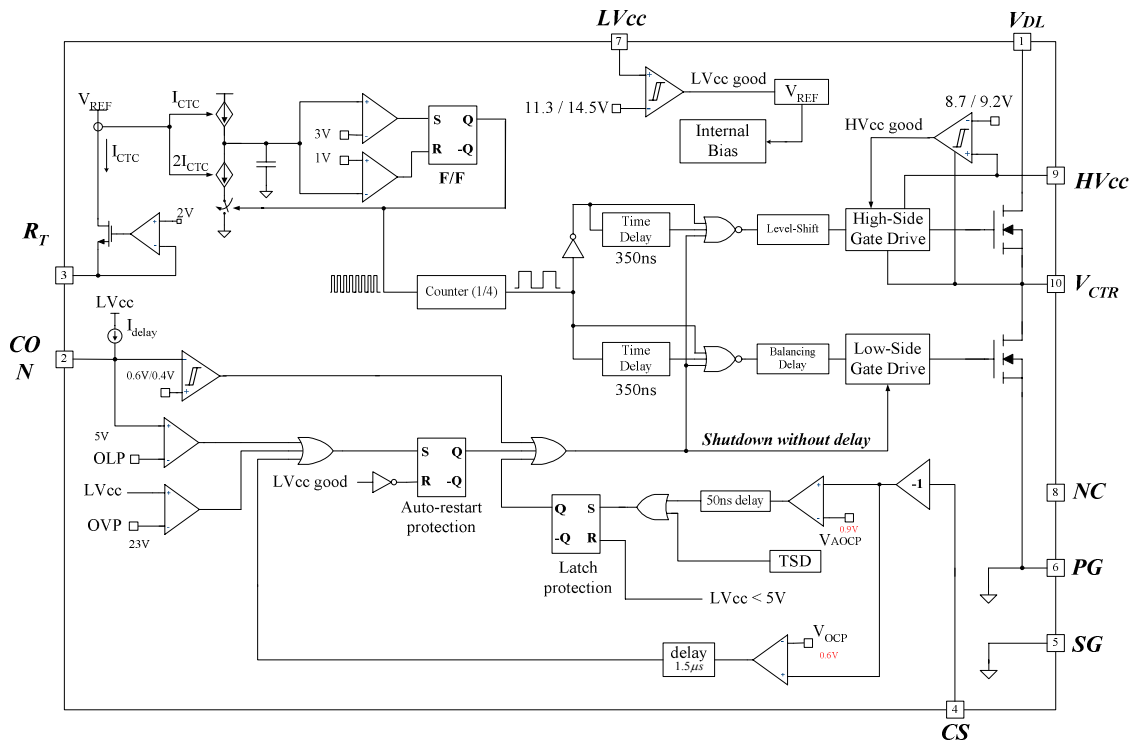 LVcc
VDL
7
1
VREF
ICTC
LVcc good
11.3 / 14.5V
VREF
Internal
Bias
8.7 / 9.2V
HVcc good
+
-
3V
1V
S
Q
R
-Q
F/F
ICTC
2ICTC
2V
RT
3
9
HVcc
Time
Delay
350ns
Level-Shift
High-Side
Gate Drive
10
VCTR
Counter (1/4)
LVcc
Idelay
CO
N
2
0.6V/0.4V
Time
Delay
350ns
Balancing
Delay
Low-Side
Gate Drive
5V
OLP
LVcc
OVP
23V
LVcc good
S
Q
R
-Q
Auto-restart
protection
Shutdown without delay
-1
8
NC
Q
S
-Q
R
Latch
protection
50ns delay
0.9V
VAOCP
TSD
LVcc < 5V
6
PG
delay
1.5μs
VOCP
0.6V
5
SG
4
CS